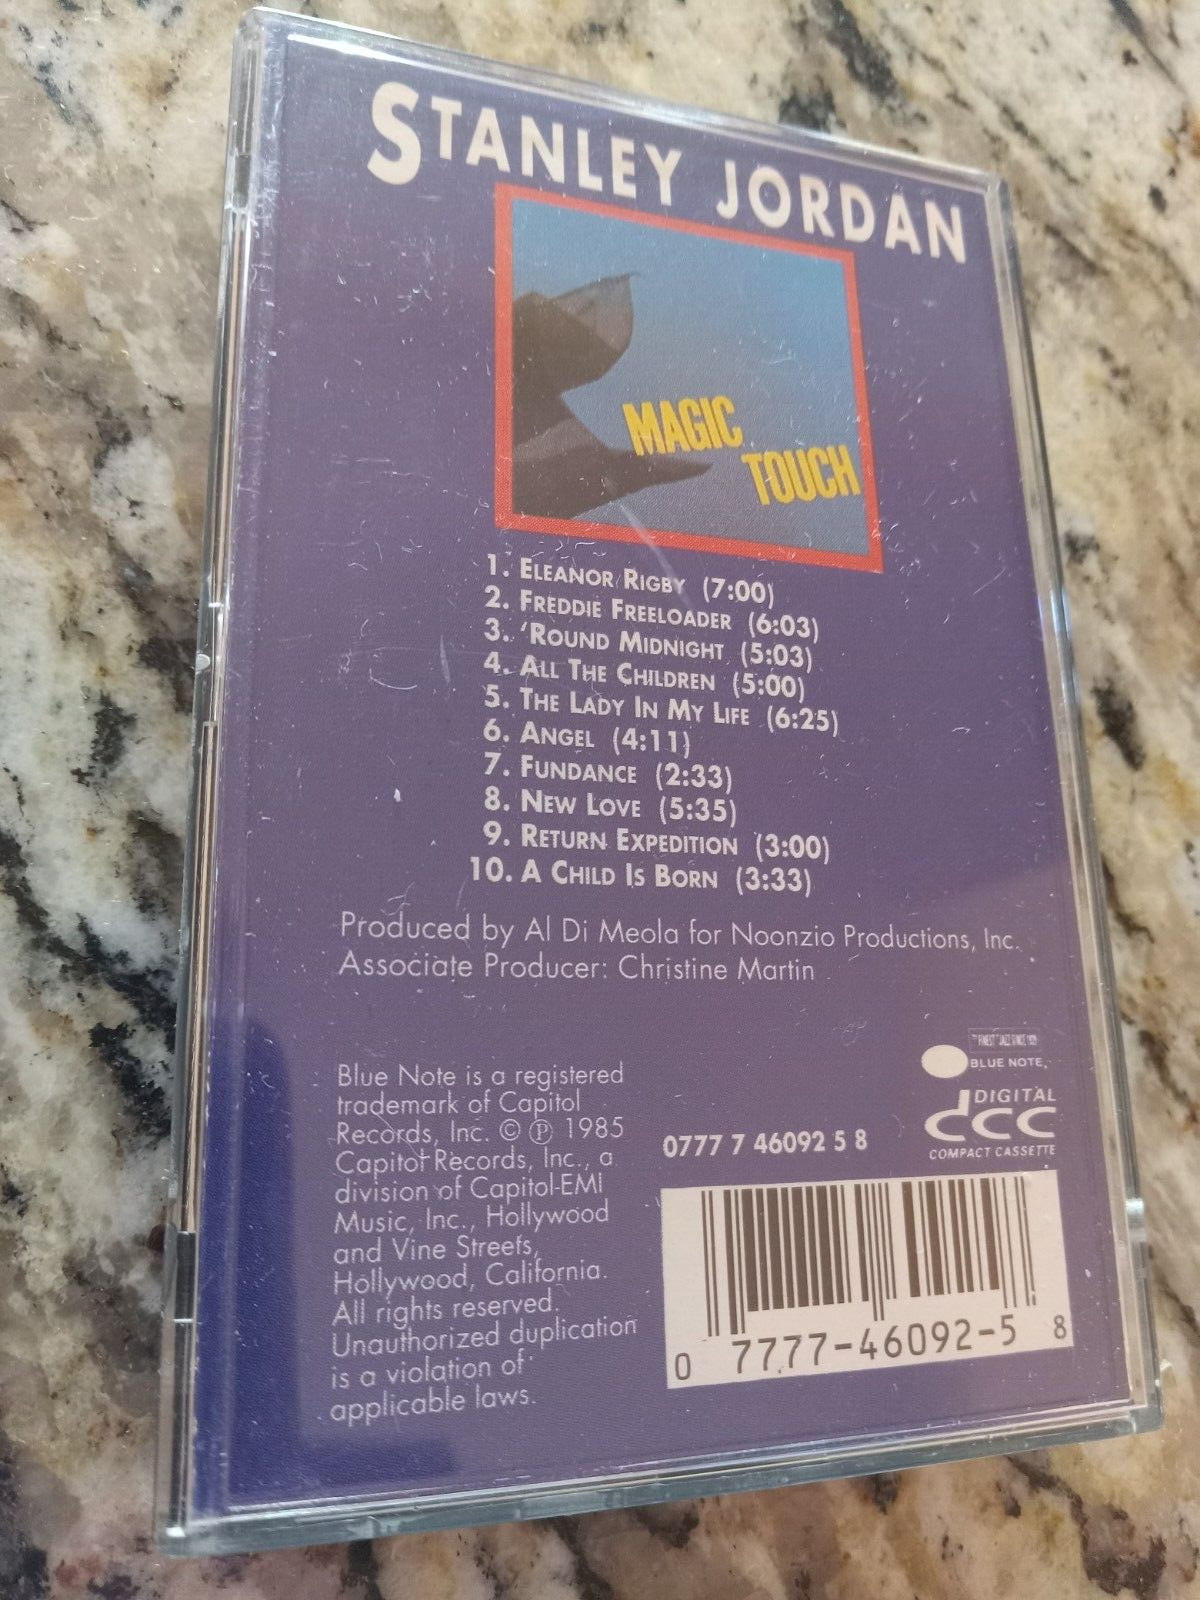 STANLEY JORDAN
MAGIC
TOUCH
1. ELEANOR RIGBY (7:00)
2. FREDDIE FREELOADER (6:03)
3. 'ROUND MIDNIGHT (5:03)
4. ALL THE CHILDREN (5:00)
5. THE LADY IN MY LIFE (6:25)
6. ANGEL (4:11)
7. FUNDANCE (2:33)
8. NEW LOVE (5:35)
9. RETURN EXPEDITION (3:00)
10. A CHILD IS BORN (3:33)
Produced by Al Di Meola for Noonzio Productions, Inc.
Associate Producer: Christine Martin
Blue Note is a registered
trademark of Capitol
Records, Inc. © ℗ 1985
Capitol Records, Inc., a
division of Capitol-EMI
Music, Inc., Hollywood
and Vine Streets,
Hollywood, California.
All rights reserved.
Unauthorized duplication
is a violation of
applicable laws.
THE FINEST IN JAZZ SINCE 1939
BLUE NOTE
DIGITAL
dcc
COMPACT CASSETTE
0777 7 46092 5 8
0 7777-46092-5 8